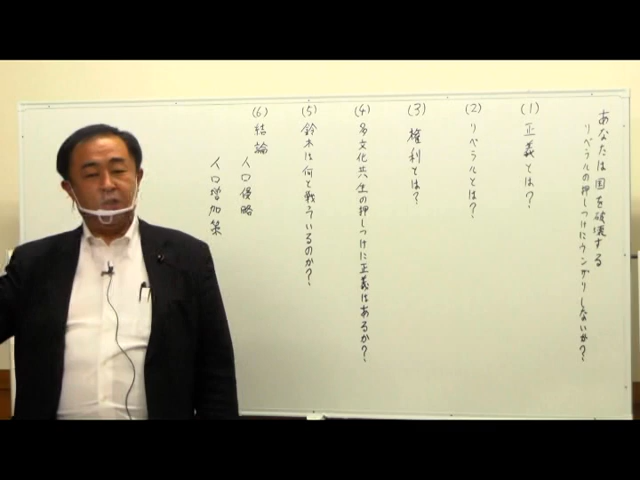 あなたは国を破壊する
リベラルの押しつけにウンザリしないか?
(1) 正義とは?
(2) リベラルとは?
(3) 権利とは?
(4) 多文化共生の押しつけに正義はあるか?
(5) 鈴木は何と戦ているのか?
(6) 結論
人口侵略
人口増加策